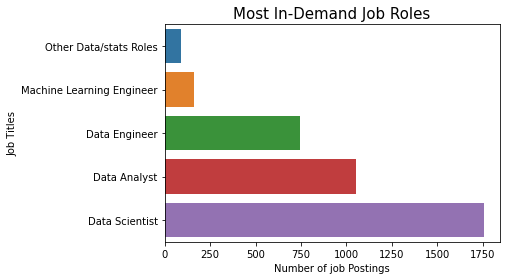 Most In-Demand Job Roles
Job Titles
Other Data/stats Roles
Machine Learning Engineer
Data Engineer
Data Analyst
Data Scientist
0 250 500 750 1000 1250 1500 1750
Number of job Postings